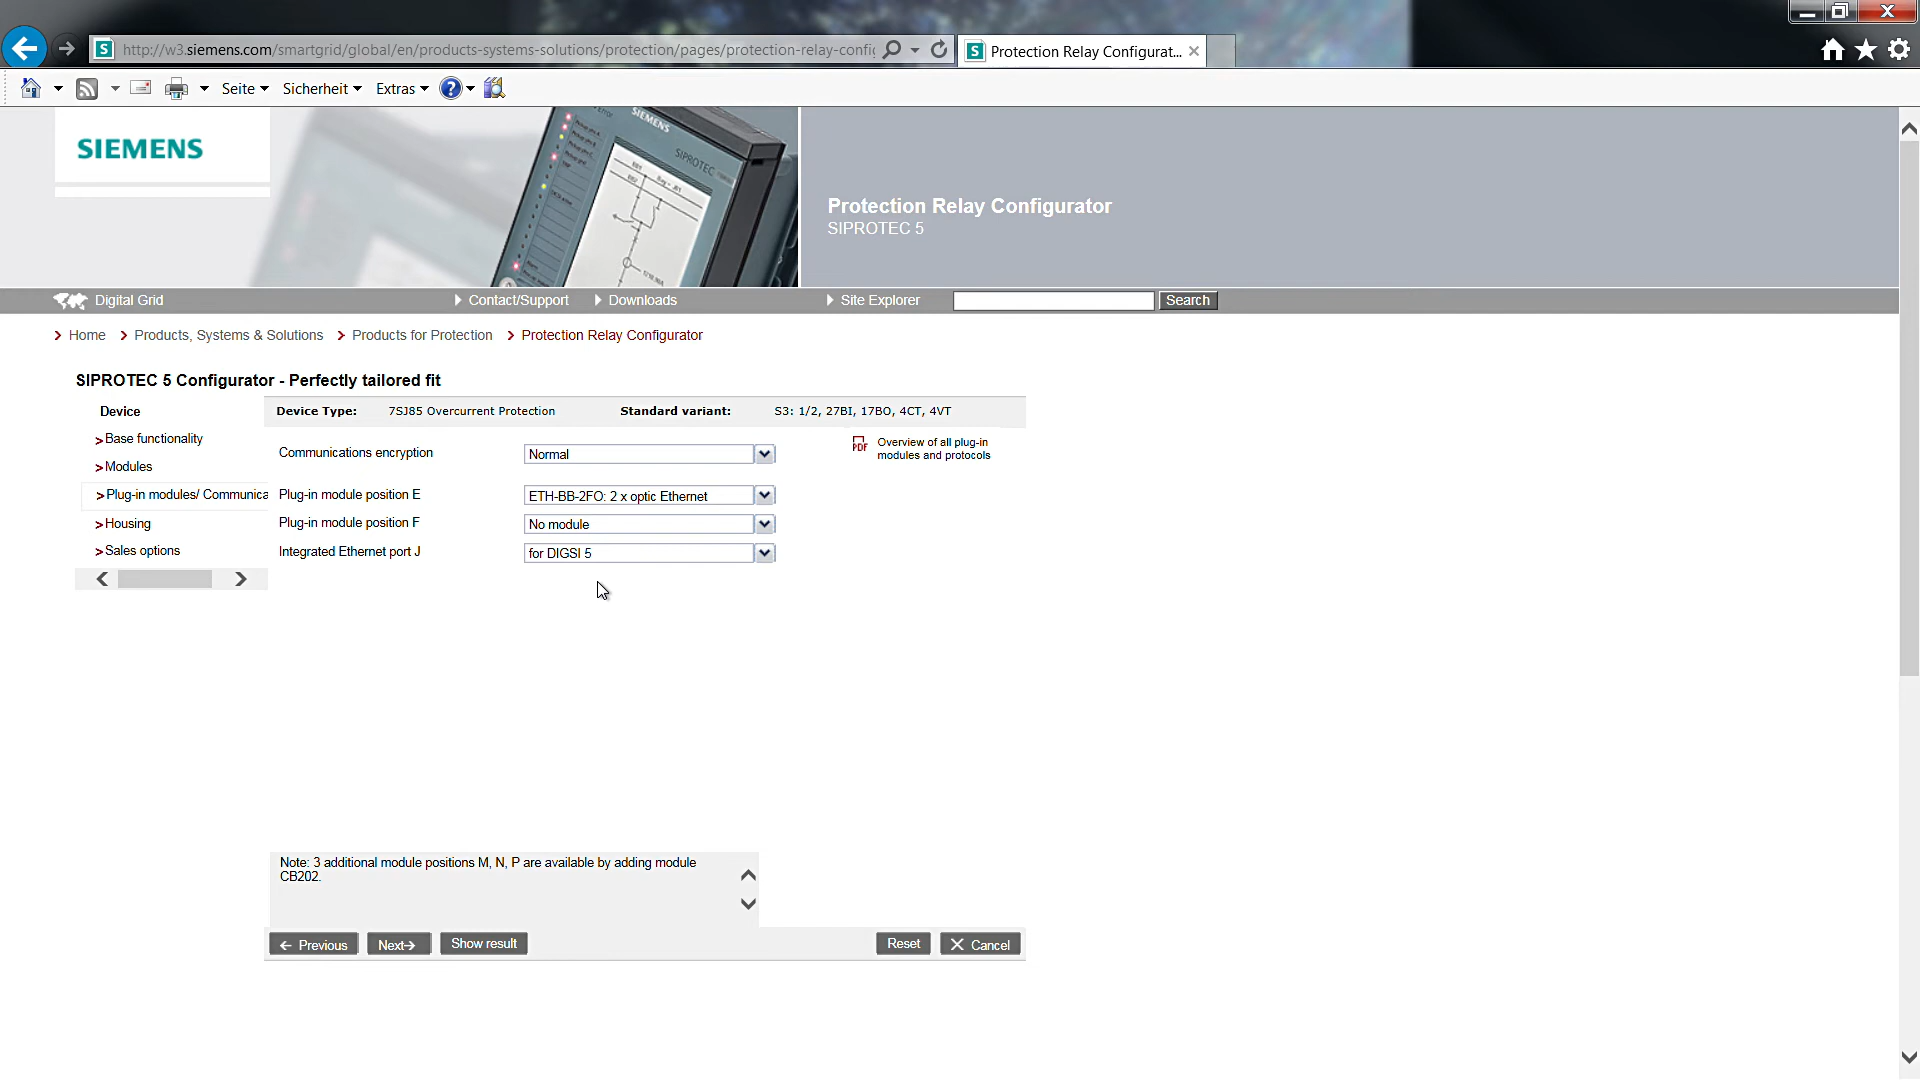 http://w3.siemens.com/smartgrid/global/en/products-systems-solutions/protection/pages/protection-relay-config
Protection Relay Configurat...
Seite
Sicherheit
Extras
SIEMENS
SIEMENS
SIPROTEC
Protection Relay Configurator
SIPROTEC 5
Digital Grid
Contact/Support
Downloads
Site Explorer
Search
Home
Products, Systems & Solutions
Products for Protection
Protection Relay Configurator
SIPROTEC 5 Configurator - Perfectly tailored fit
Device
Device Type: 7SJ85 Overcurrent Protection Standard variant: S3: 1/2, 27BI, 17BO, 4CT, 4VT
Base functionality
Modules
Plug-in modules/ Communica
Housing
Sales options
Communications encryption Normal
Plug-in module position E ETH-BB-2FO: 2 x optic Ethernet
Plug-in module position F No module
Integrated Ethernet port J for DIGSI 5
PDF
Overview of all plug-in
modules and protocols
Note: 3 additional module positions M, N, P are available by adding module
CB202.
Previous
Next
Show result
Reset
Cancel